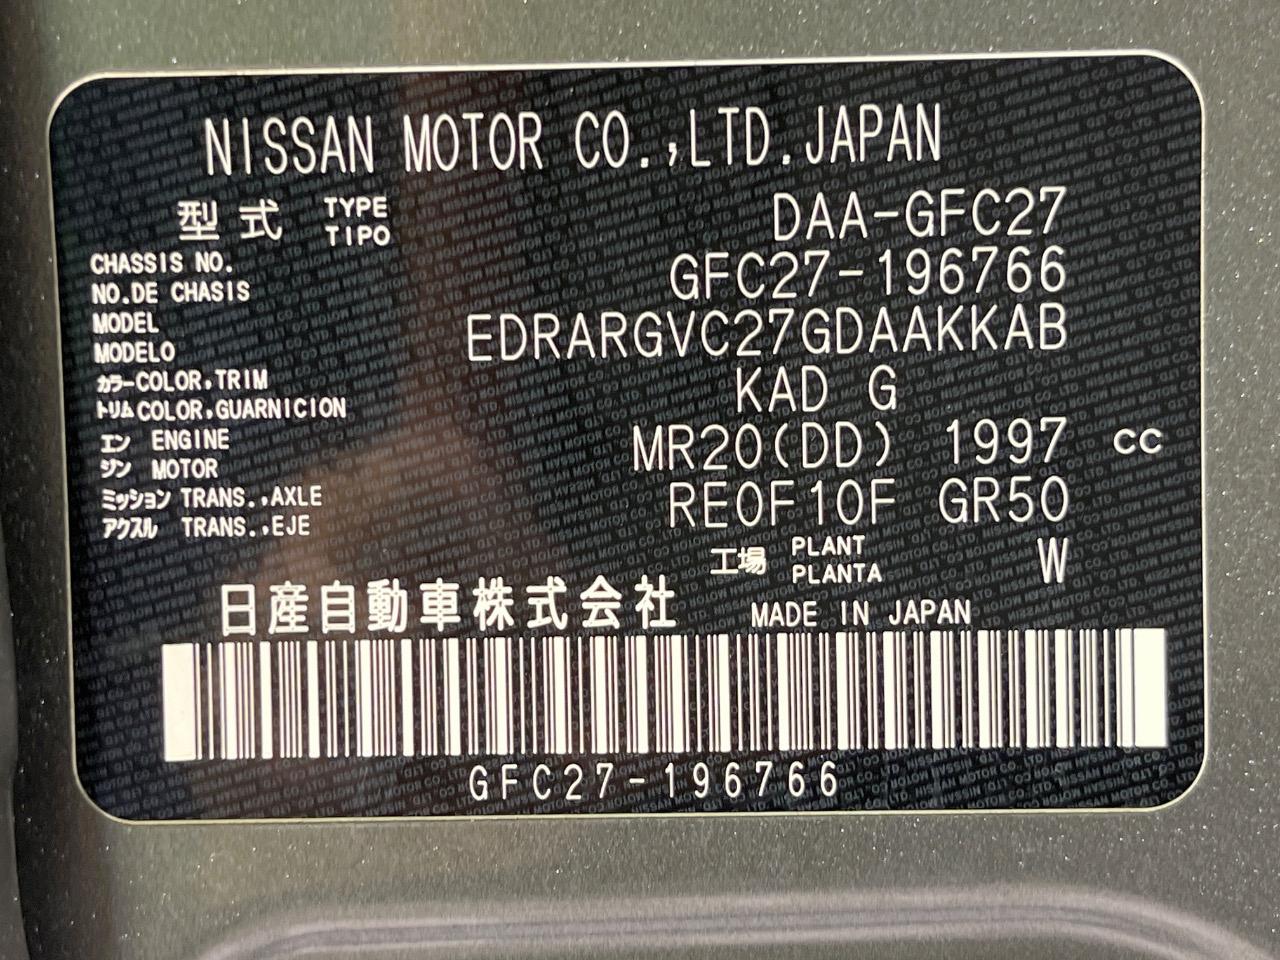 NISSAN MOTOR CO.,LTD.JAPAN
型式 TYPE TIPO DAA-GFC27
CHASSIS NO. NO.DE CHASIS GFC27-196766
MODEL MODELO EDRARGVC27GDAAKKAB
カラー COLOR,TRIM KAD G
トリム COLOR,GUARNICION
エン ENGINE MR20(DD) 1997 cc
ジン MOTOR
ミッション TRANS.,AXLE RE0F10F GR50
アクスル TRANS.,EJE
工場 PLANT PLANTA W
日産自動車株式会社 MADE IN JAPAN
GFC27-196766